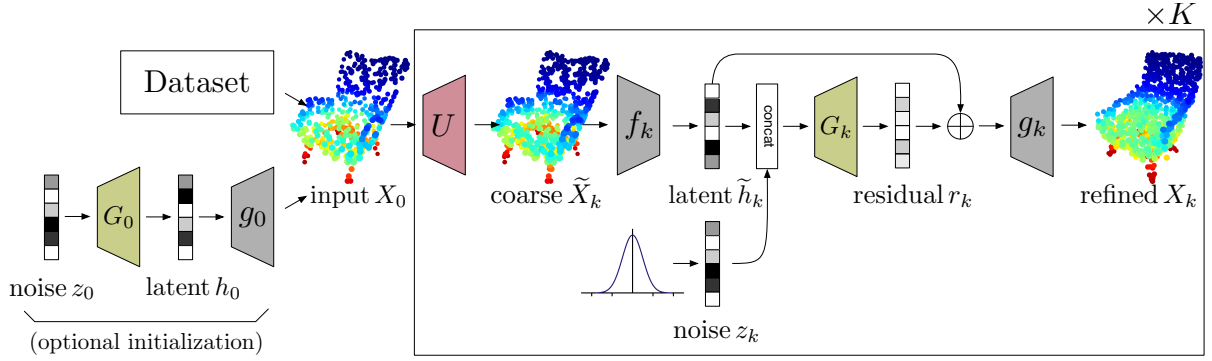 ×K
Dataset
U
f_k
concat
G_k
g_k
input X_0
coarse X̃_k
latent h̃_k
residual r_k
refined X_k
G_0
g_0
noise z_0
latent h_0
noise z_k
(optional initialization)